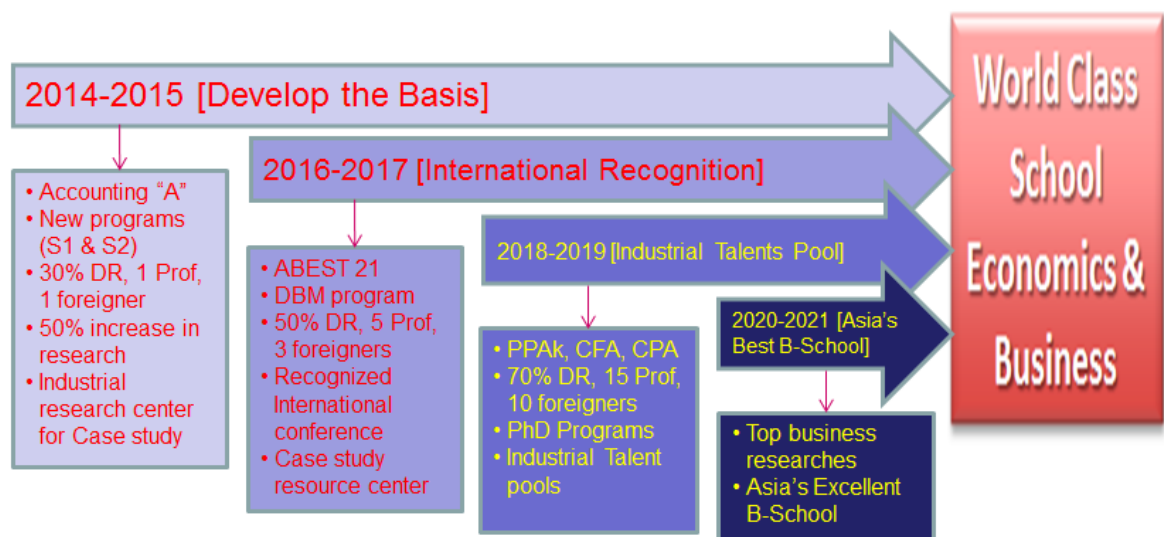 2014-2015 [Develop the Basis]
• Accounting “A”
• New programs
(S1 & S2)
• 30% DR, 1 Prof,
1 foreigner
• 50% increase in
research
• Industrial
research center
for Case study
2016-2017 [International Recognition]
• ABEST 21
• DBM program
• 50% DR, 5 Prof,
3 foreigners
• Recognized
International
conference
• Case study
resource center
2018-2019 [Industrial Talents Pool]
• PPAk, CFA, CPA
• 70% DR, 15 Prof,
10 foreigners
• PhD Programs
• Industrial Talent
pools
2020-2021 [Asia’s
Best B-School]
• Top business
researches
• Asia’s Excellent
B-School
World Class
School
Economics &
Business